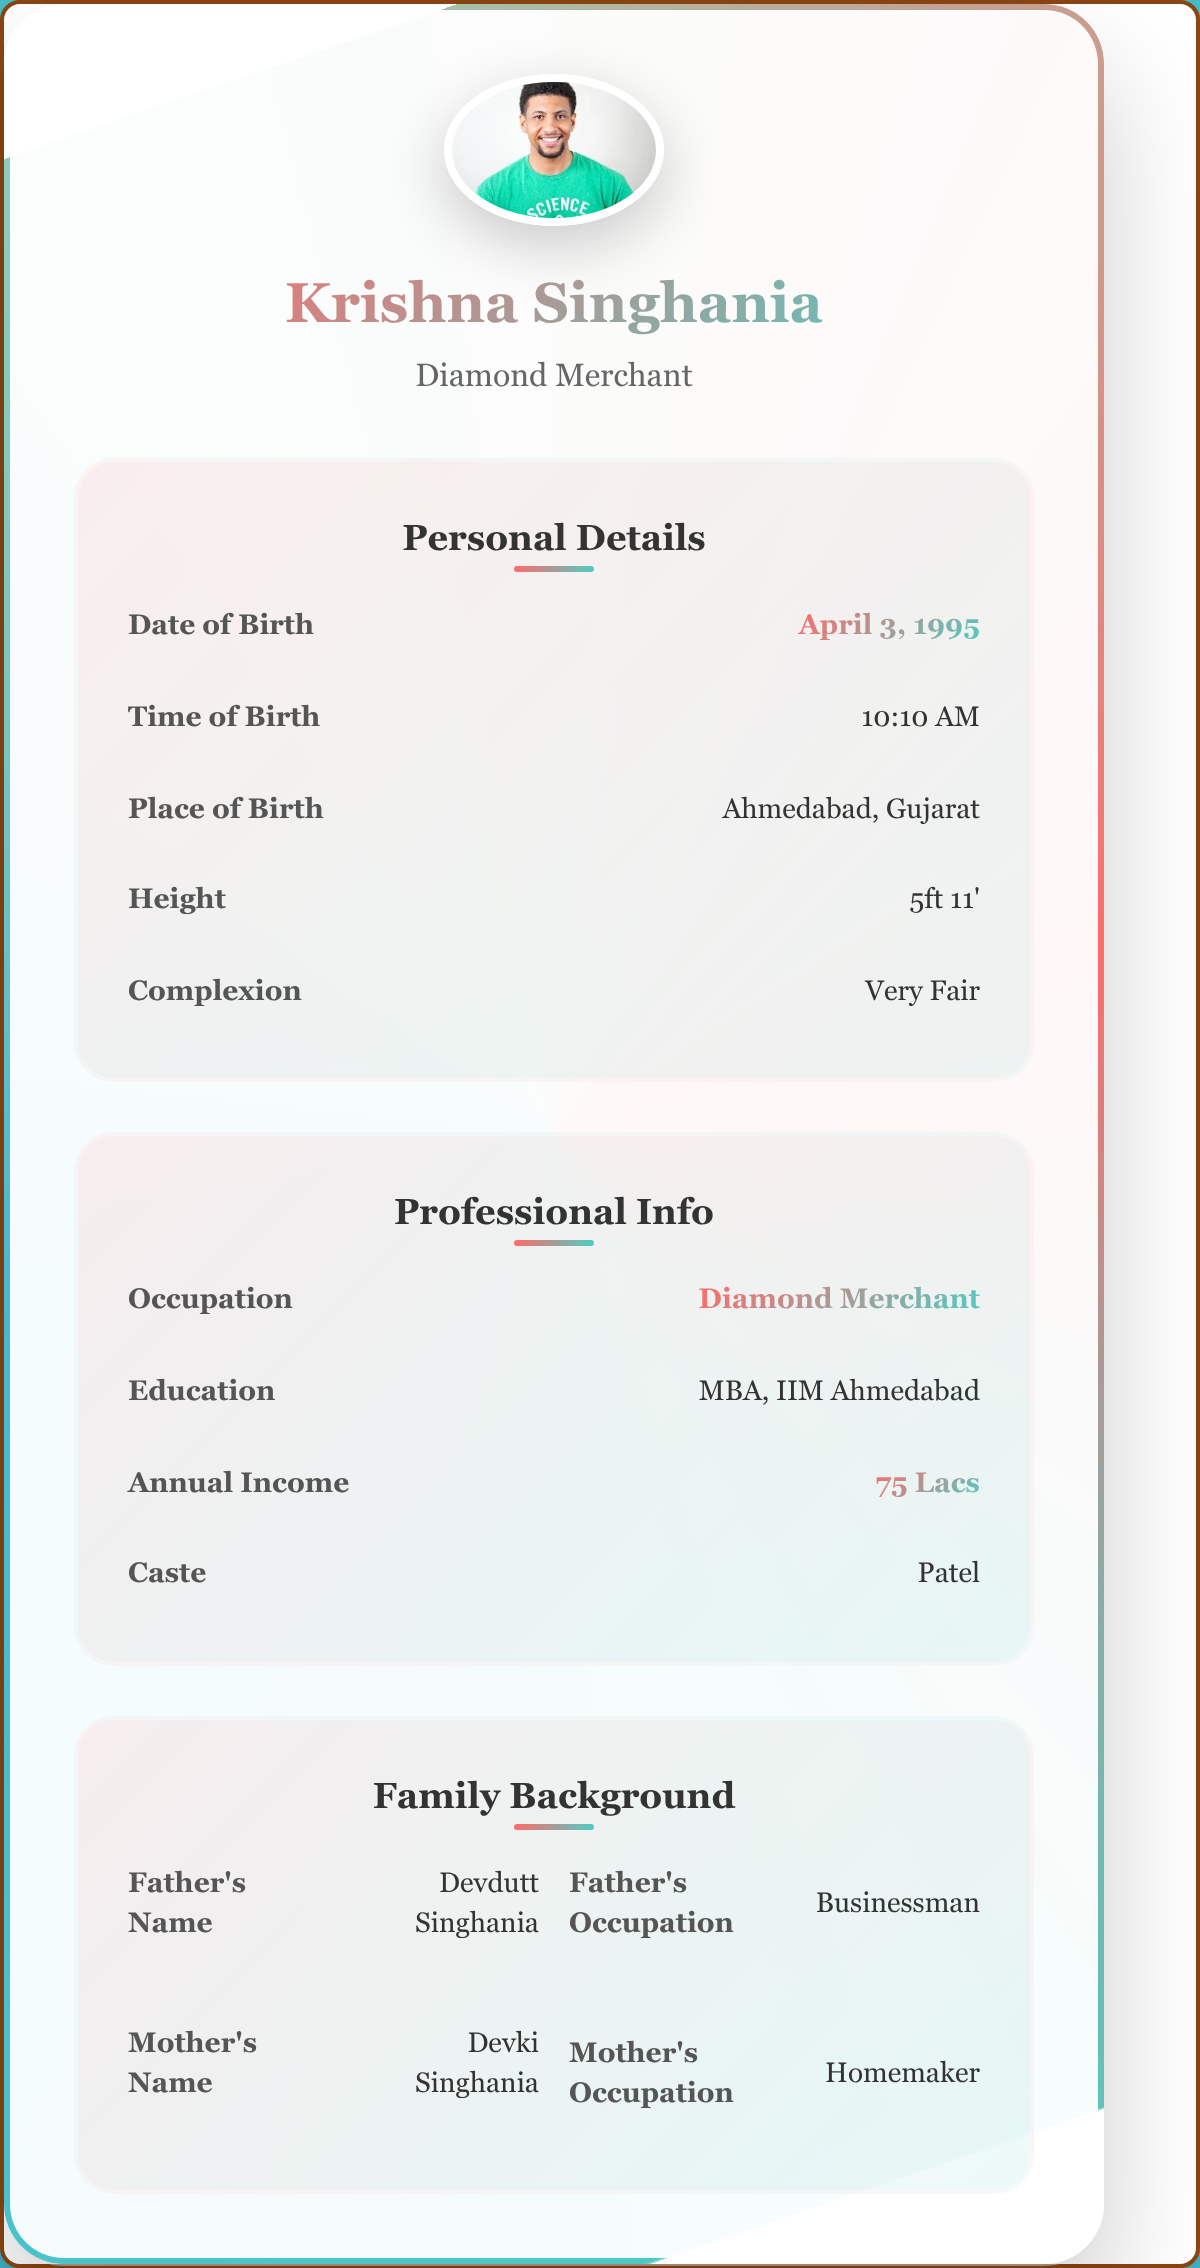 SCIENCE
Krishna Singhania
Diamond Merchant
Personal Details
Date of Birth April 3, 1995
Time of Birth 10:10 AM
Place of Birth Ahmedabad, Gujarat
Height 5ft 11'
Complexion Very Fair
Professional Info
Occupation Diamond Merchant
Education MBA, IIM Ahmedabad
Annual Income 75 Lacs
Caste Patel
Family Background
Father's
Name
Devdutt
Singhania
Father's
Occupation
Businessman
Mother's
Name
Devki
Singhania
Mother's
Occupation
Homemaker